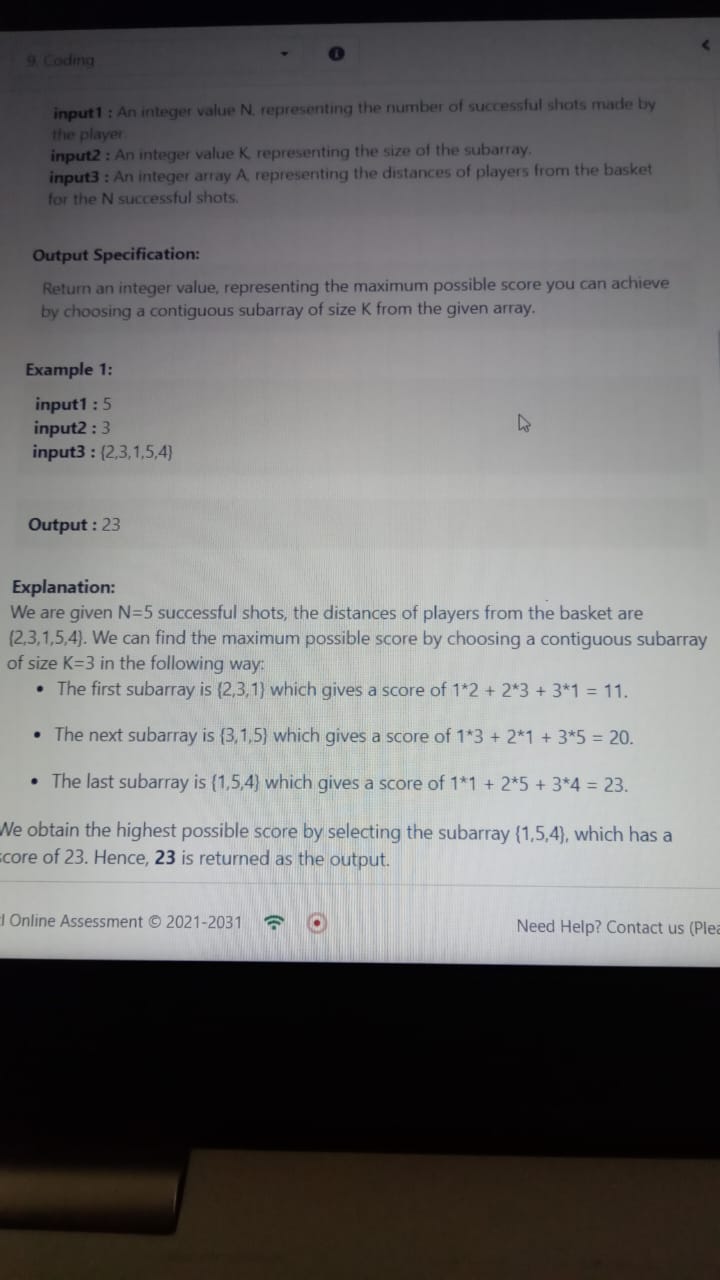 9. Coding
input1 : An integer value N, representing the number of successful shots made by
the player.
input2 : An integer value K, representing the size of the subarray.
input3 : An integer array A, representing the distances of players from the basket
for the N successful shots.
Output Specification:
Return an integer value, representing the maximum possible score you can achieve
by choosing a contiguous subarray of size K from the given array.
Example 1:
input1 : 5
input2 : 3
input3 : {2,3,1,5,4}
Output : 23
Explanation:
We are given N=5 successful shots, the distances of players from the basket are
{2,3,1,5,4}. We can find the maximum possible score by choosing a contiguous subarray
of size K=3 in the following way:
• The first subarray is {2,3,1} which gives a score of 1*2 + 2*3 + 3*1 = 11.
• The next subarray is {3,1,5} which gives a score of 1*3 + 2*1 + 3*5 = 20.
• The last subarray is {1,5,4} which gives a score of 1*1 + 2*5 + 3*4 = 23.
We obtain the highest possible score by selecting the subarray {1,5,4}, which has a
score of 23. Hence, 23 is returned as the output.
l Online Assessment © 2021-2031
Need Help? Contact us (Plea